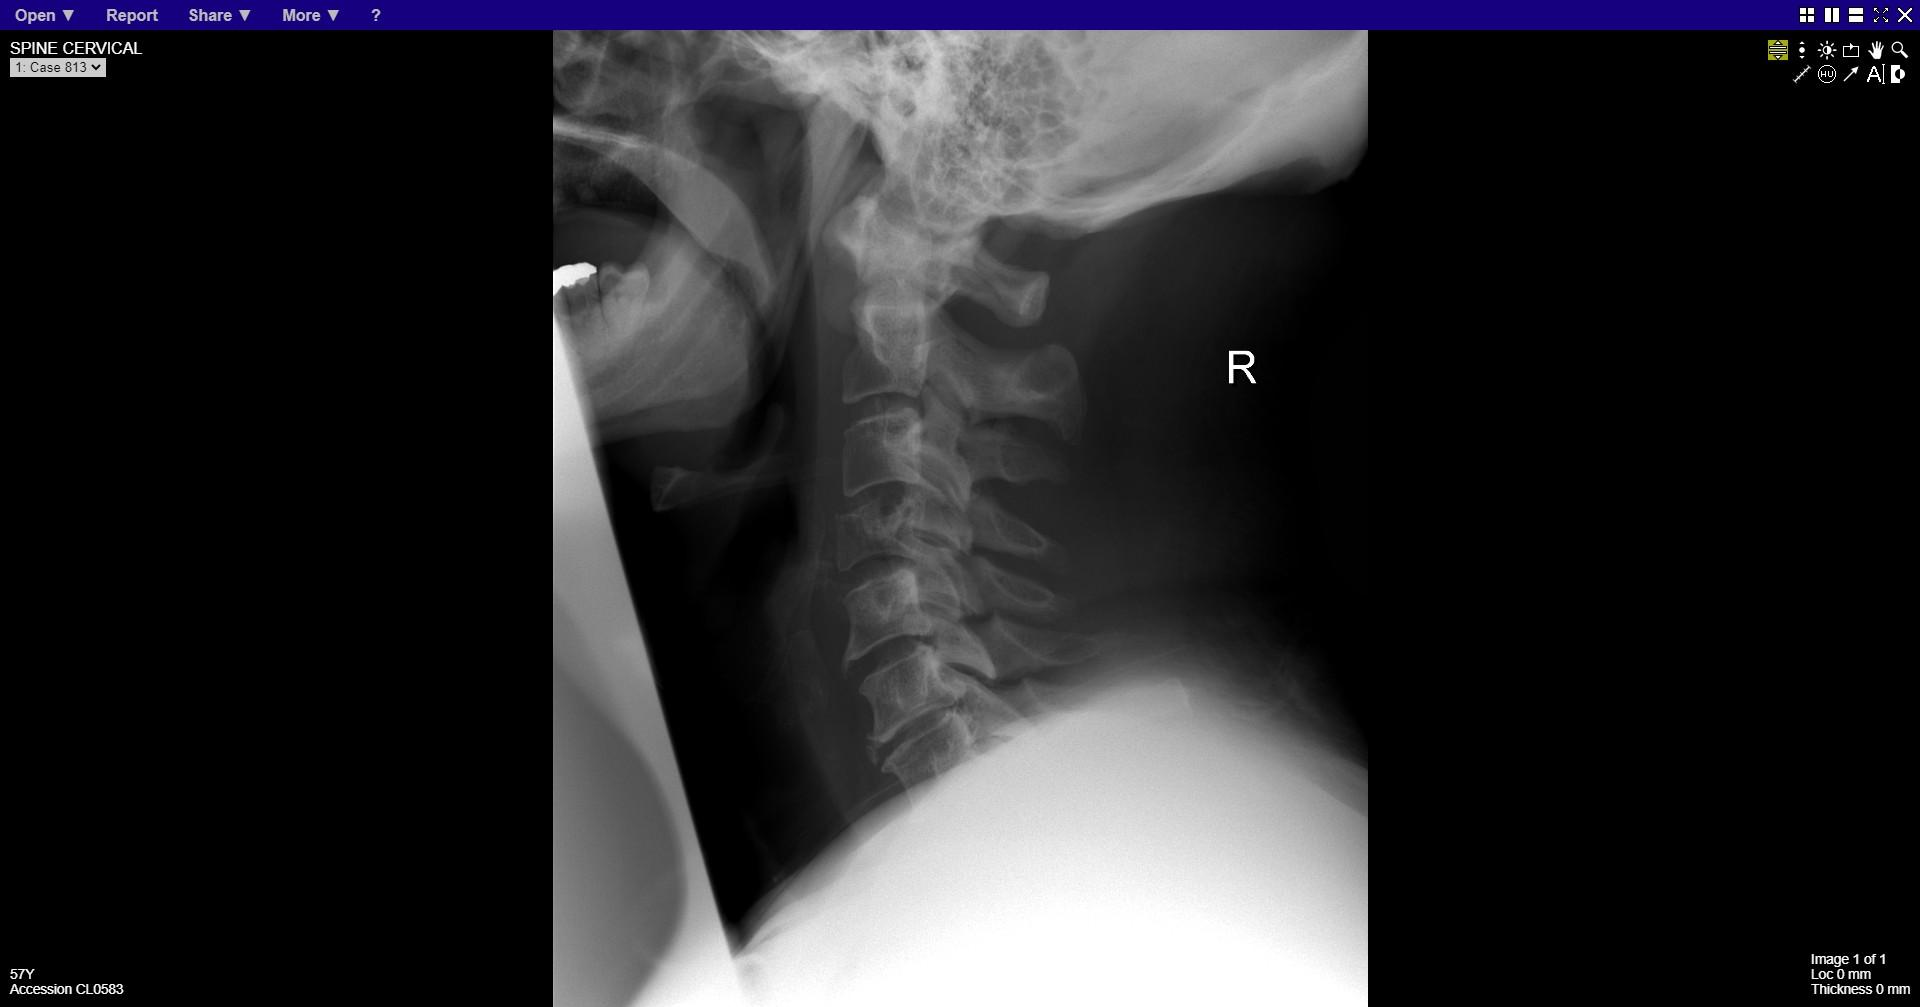 Open ▼ Report Share ▼ More ▼ ?
SPINE CERVICAL
1: Case 813
HU A
R
57Y
Accession CL0583
Image 1 of 1
Loc 0 mm
Thickness 0 mm